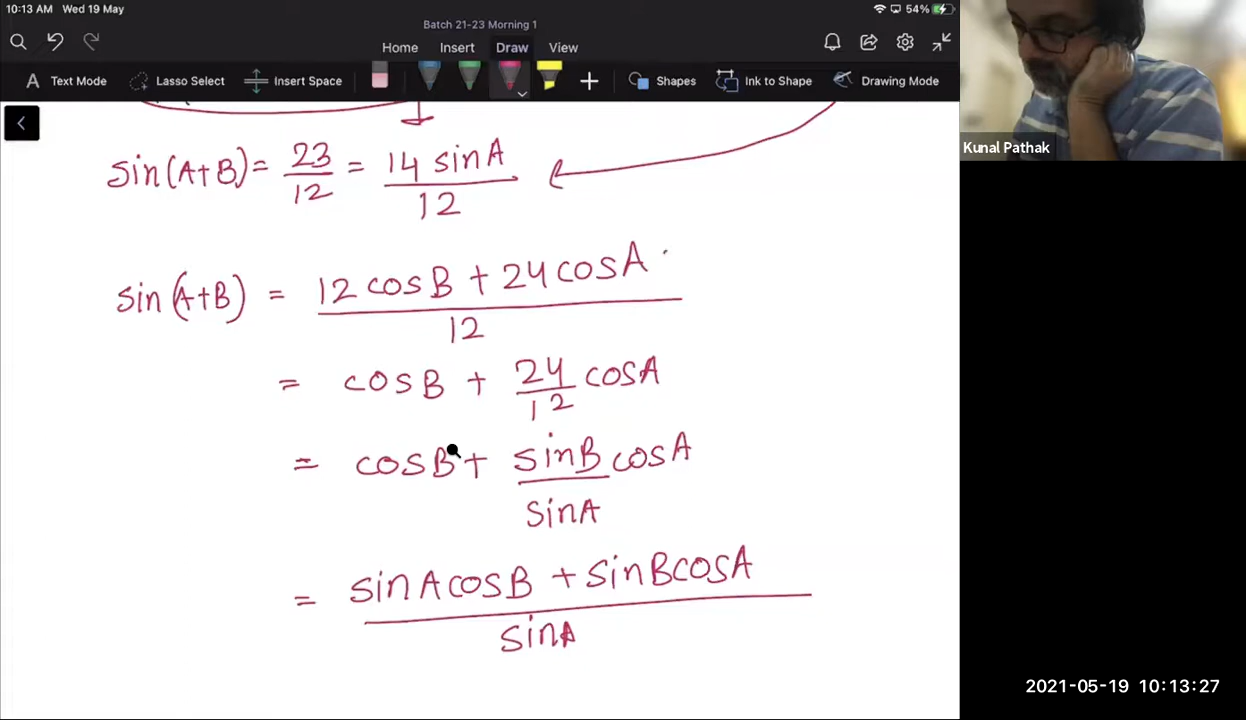 10:13 AM Wed 19 May
54%
Batch 21-23 Morning 1
Home Insert Draw View
Text Mode Lasso Select Insert Space Shapes Ink to Shape Drawing Mode
Kunal Pathak
sin(A+B) = 23/12 = 14 sinA/12
sin(A+B) = 12 cosB + 24 cosA/12
= cosB + 24/12 cosA
= cosB + sinB/sinA cosA
= sinA cosB + sinB cosA/sinA
2021-05-19 10:13:27